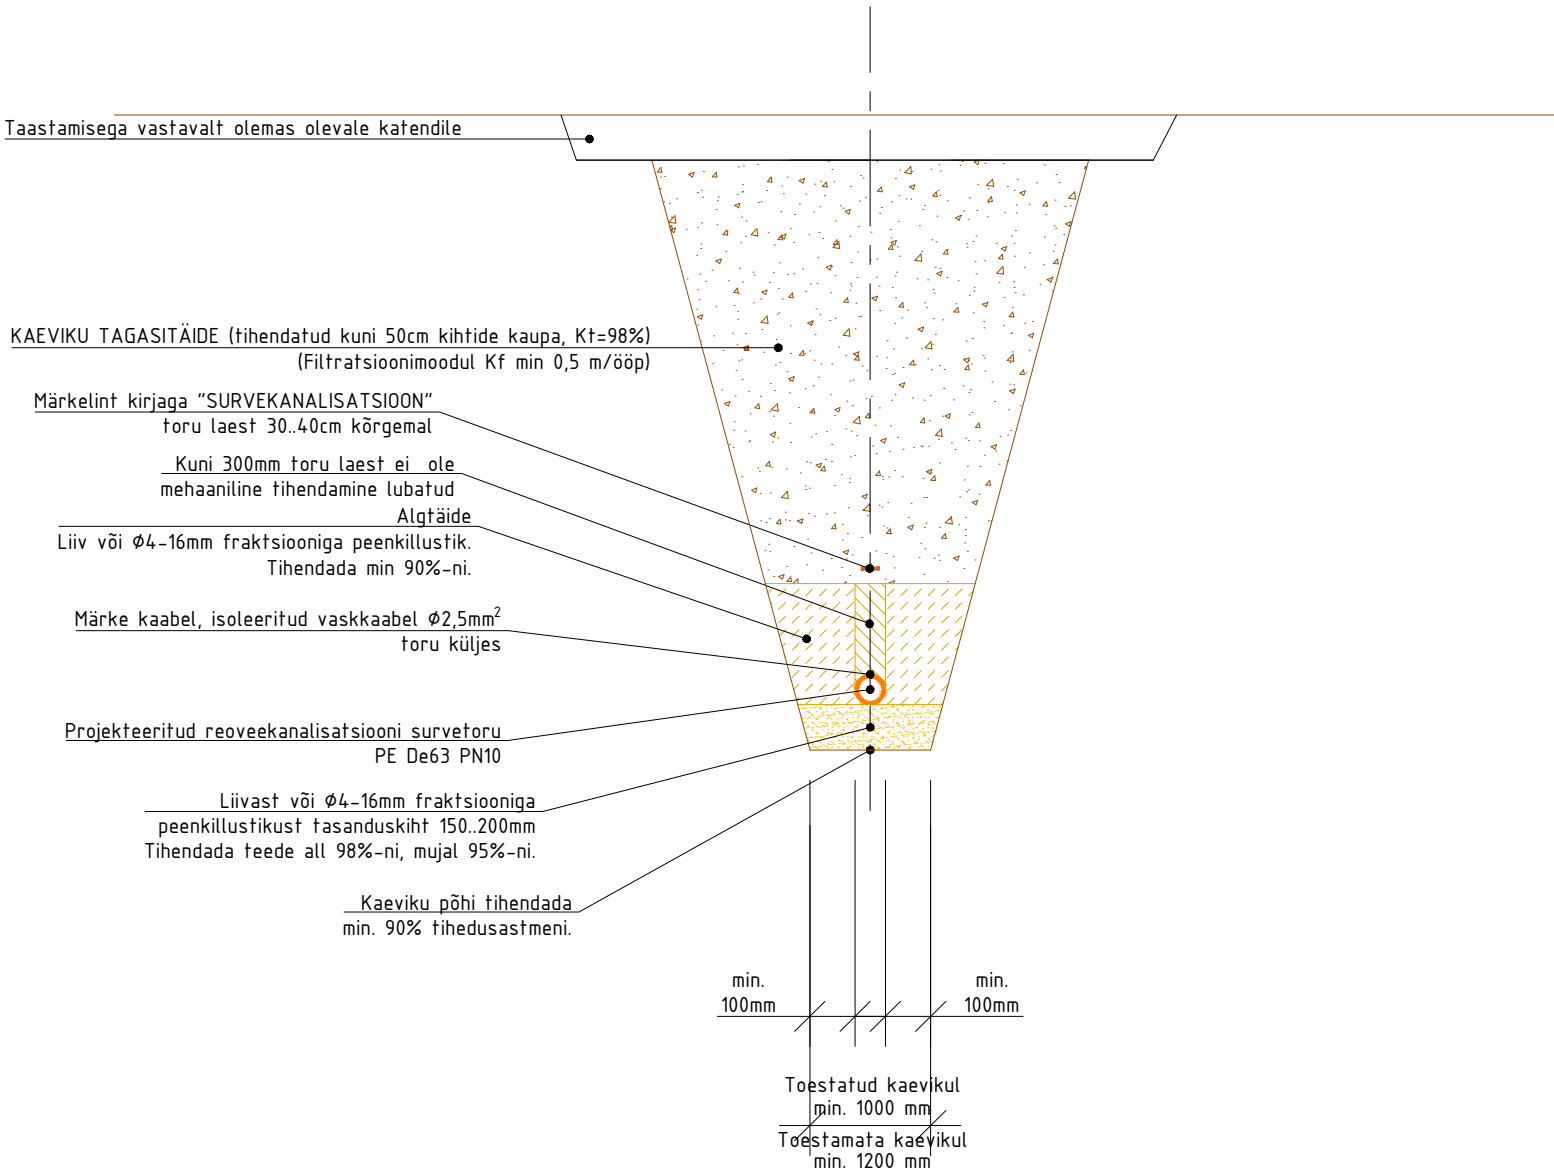 Taastamisega vastavalt olemas olevale katendile
KAEVIKU TAGASITÄIDE (tihendatud kuni 50cm kihtide kaupa, Kt=98%)
(Filtratsioonimoodul Kf min 0,5 m/ööp)
Märkelint kirjaga "SURVEKANALISATSIOON"
toru laest 30..40cm kõrgemal
Kuni 300mm toru laest ei ole
mehaaniline tihendamine lubatud
Algtäide
Liiv või Ø4-16mm fraktsiooniga peenkillustik.
Tihendada min 90%-ni.
Märke kaabel, isoleeritud vaskkaabel Ø2,5mm²
toru küljes
Projekteeritud reoveekanalisatsiooni survetoru
PE De63 PN10
Liivast või Ø4-16mm fraktsiooniga
peenkillustikust tasanduskiht 150..200mm
Tihendada teede all 98%-ni, mujal 95%-ni.
Kaeviku põhi tihendada
min. 90% tihedusastmeni.
min.
100mm
min.
100mm
Toestatud kaevikul
min. 1000 mm
Toestamata kaevikul
min. 1200 mm